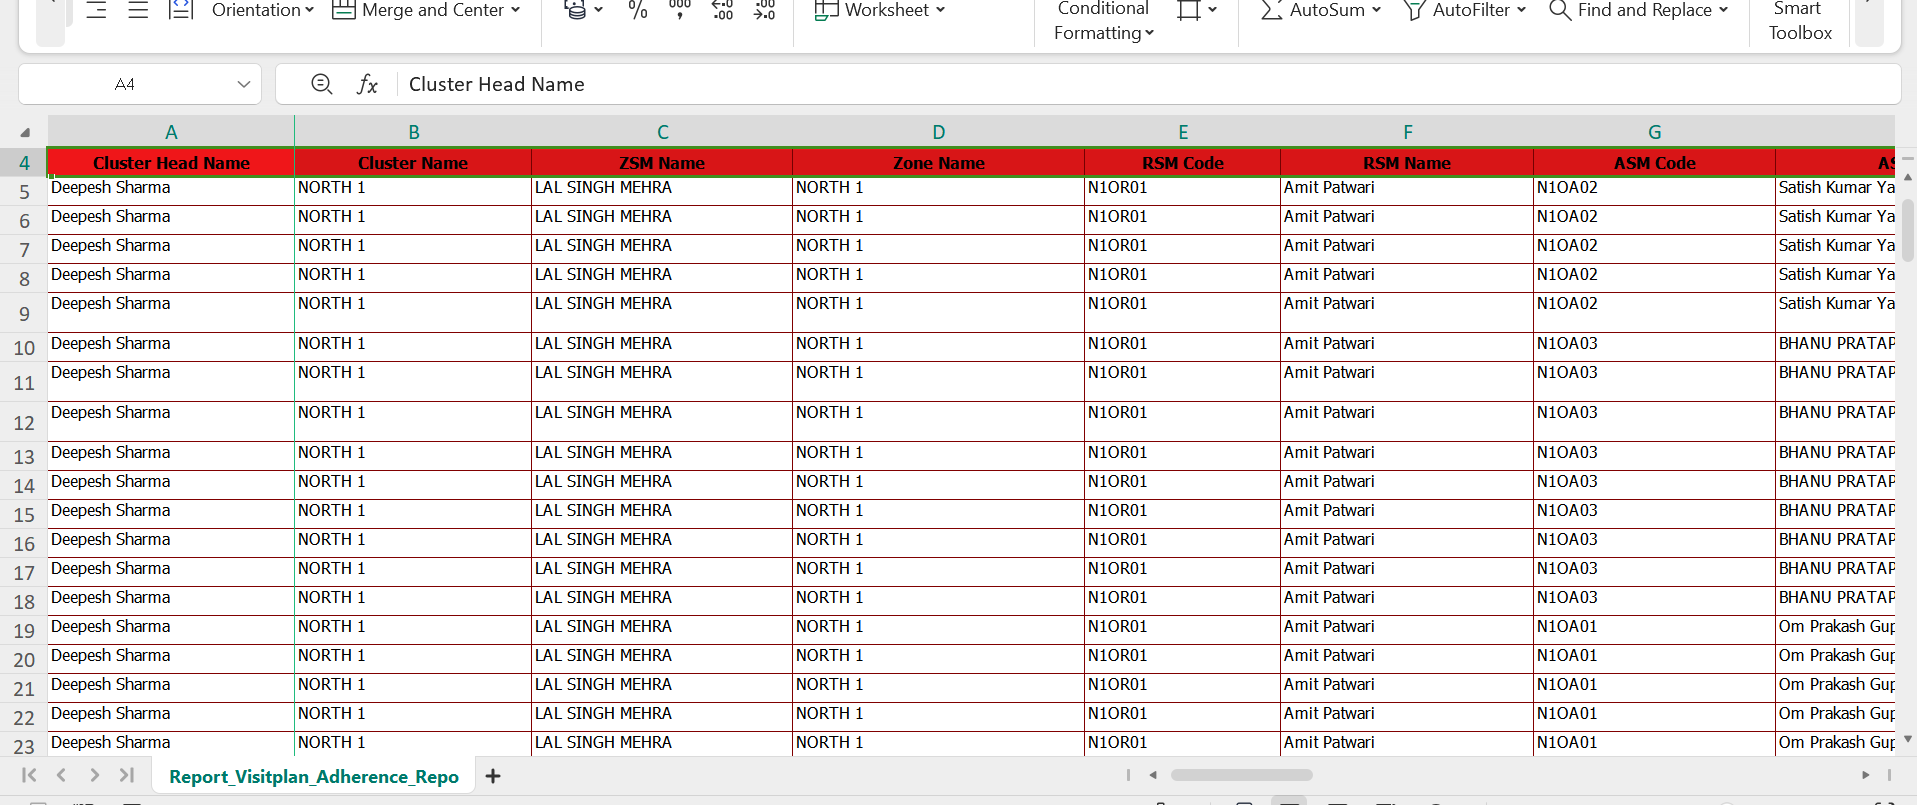 Orientation Merge and Center % 000 Worksheet Conditional Formatting AutoSum AutoFilter Find and Replace Smart Toolbox
A4 fx Cluster Head Name
A B C D E F G
4 Cluster Head Name Cluster Name ZSM Name Zone Name RSM Code RSM Name ASM Code AS
5 Deepesh Sharma NORTH 1 LAL SINGH MEHRA NORTH 1 N1OR01 Amit Patwari N1OA02 Satish Kumar Ya
6 Deepesh Sharma NORTH 1 LAL SINGH MEHRA NORTH 1 N1OR01 Amit Patwari N1OA02 Satish Kumar Ya
7 Deepesh Sharma NORTH 1 LAL SINGH MEHRA NORTH 1 N1OR01 Amit Patwari N1OA02 Satish Kumar Ya
8 Deepesh Sharma NORTH 1 LAL SINGH MEHRA NORTH 1 N1OR01 Amit Patwari N1OA02 Satish Kumar Ya
9 Deepesh Sharma NORTH 1 LAL SINGH MEHRA NORTH 1 N1OR01 Amit Patwari N1OA02 Satish Kumar Ya
10 Deepesh Sharma NORTH 1 LAL SINGH MEHRA NORTH 1 N1OR01 Amit Patwari N1OA03 BHANU PRATAP
11 Deepesh Sharma NORTH 1 LAL SINGH MEHRA NORTH 1 N1OR01 Amit Patwari N1OA03 BHANU PRATAP
12 Deepesh Sharma NORTH 1 LAL SINGH MEHRA NORTH 1 N1OR01 Amit Patwari N1OA03 BHANU PRATAP
13 Deepesh Sharma NORTH 1 LAL SINGH MEHRA NORTH 1 N1OR01 Amit Patwari N1OA03 BHANU PRATAP
14 Deepesh Sharma NORTH 1 LAL SINGH MEHRA NORTH 1 N1OR01 Amit Patwari N1OA03 BHANU PRATAP
15 Deepesh Sharma NORTH 1 LAL SINGH MEHRA NORTH 1 N1OR01 Amit Patwari N1OA03 BHANU PRATAP
16 Deepesh Sharma NORTH 1 LAL SINGH MEHRA NORTH 1 N1OR01 Amit Patwari N1OA03 BHANU PRATAP
17 Deepesh Sharma NORTH 1 LAL SINGH MEHRA NORTH 1 N1OR01 Amit Patwari N1OA03 BHANU PRATAP
18 Deepesh Sharma NORTH 1 LAL SINGH MEHRA NORTH 1 N1OR01 Amit Patwari N1OA03 BHANU PRATAP
19 Deepesh Sharma NORTH 1 LAL SINGH MEHRA NORTH 1 N1OR01 Amit Patwari N1OA01 Om Prakash Gup
20 Deepesh Sharma NORTH 1 LAL SINGH MEHRA NORTH 1 N1OR01 Amit Patwari N1OA01 Om Prakash Gup
21 Deepesh Sharma NORTH 1 LAL SINGH MEHRA NORTH 1 N1OR01 Amit Patwari N1OA01 Om Prakash Gup
22 Deepesh Sharma NORTH 1 LAL SINGH MEHRA NORTH 1 N1OR01 Amit Patwari N1OA01 Om Prakash Gup
23 Deepesh Sharma NORTH 1 LAL SINGH MEHRA NORTH 1 N1OR01 Amit Patwari N1OA01 Om Prakash Gup
Report_Visitplan_Adherence_Repo